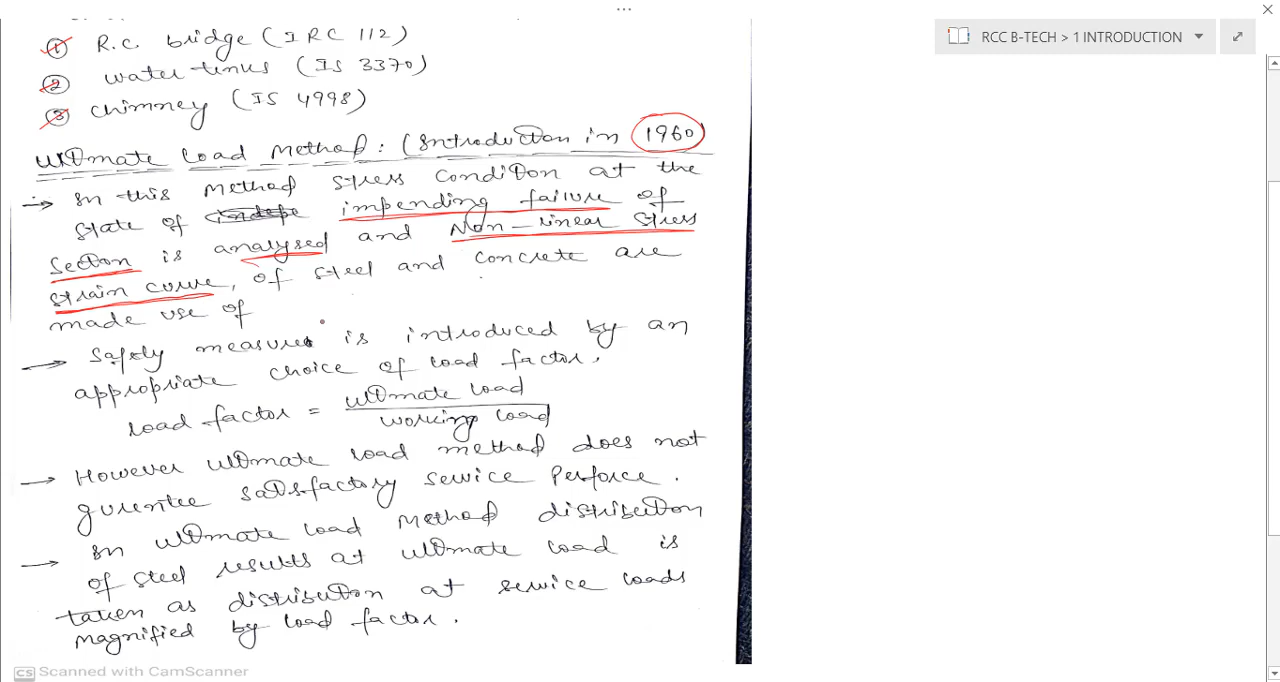 ...
RCC B-TECH > 1 INTRODUCTION
① R.C. bridge (IRC 112)
② water tinks (IS 3370)
③ chimney (IS 4998)
Ultimate Load Method: (Introduction in 1960)
→ In this Method stress condition at the
state of impending failure of
section is analysed and Non-linear stress
strain curve, of steel and concrete are
made use of
→ Safely measures is introduced by an
appropriate choice of load factor.
load factor = ultimate load
working load
→ However ultimate load method does not
gurentee satisfactory service Perforce.
→ In ultimate load Method distribution
of steel results at ultimate load is
taken as distribution at service loads
magnified by load factor.
CS Scanned with CamScanner